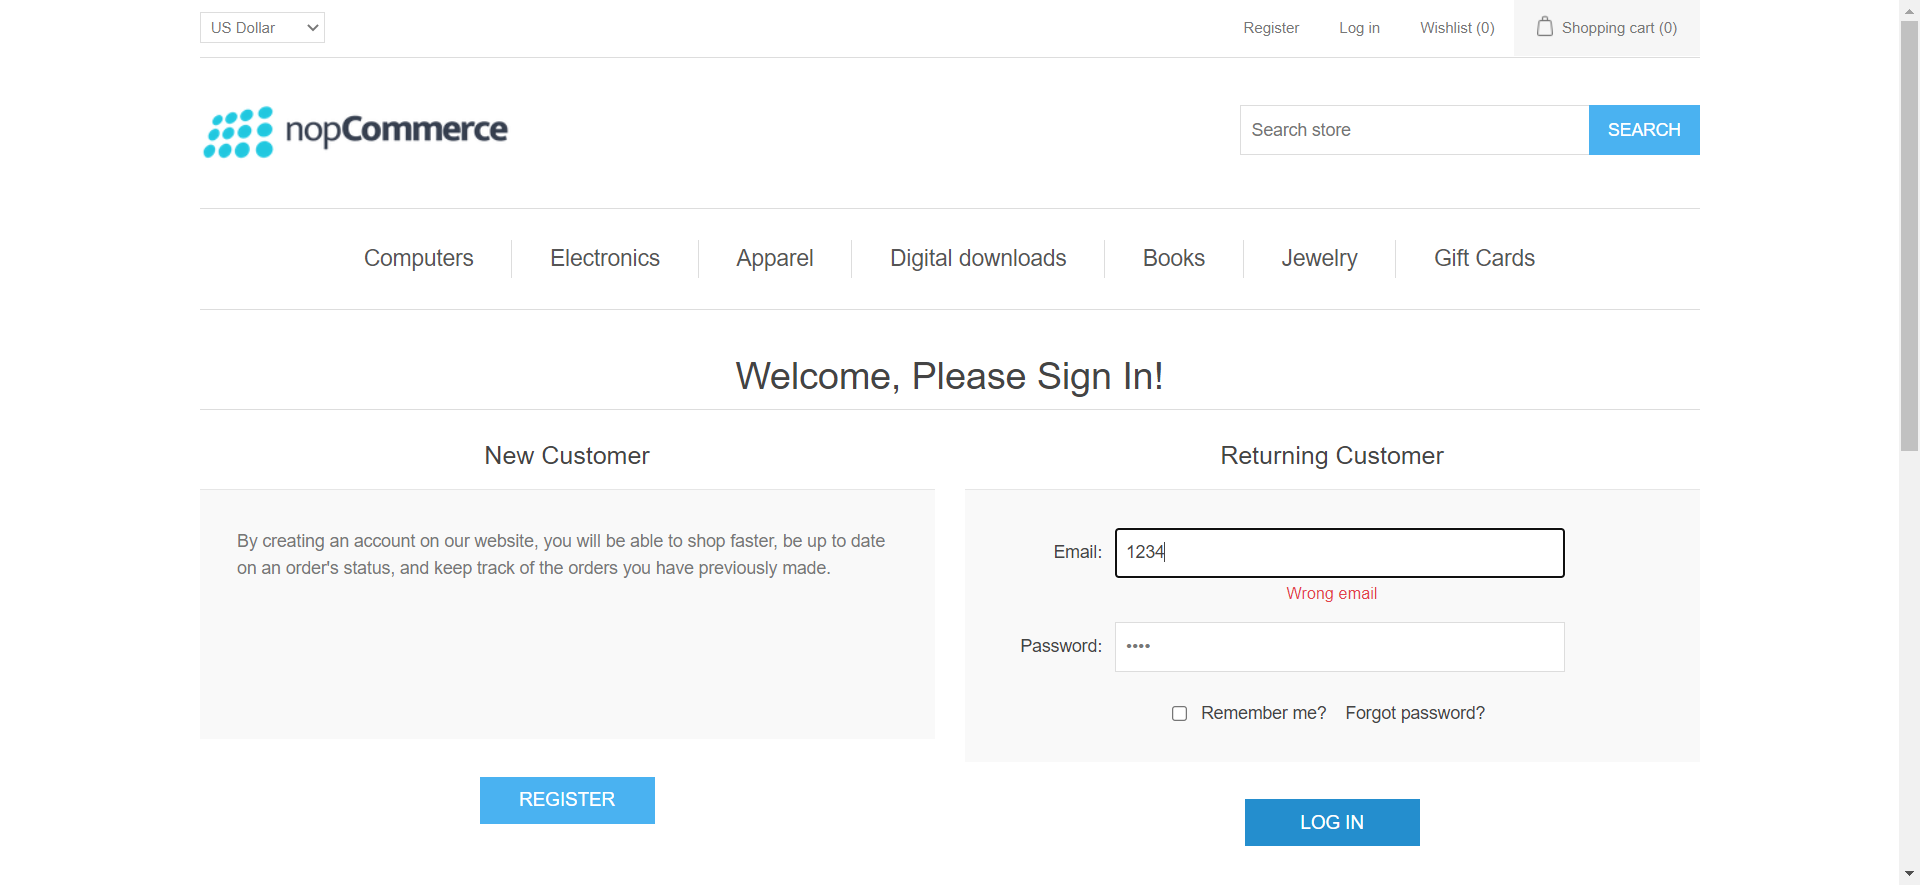 US Dollar
Register
Log in
Wishlist (0)
Shopping cart (0)
nopCommerce
Search store
SEARCH
Computers
Electronics
Apparel
Digital downloads
Books
Jewelry
Gift Cards
Welcome, Please Sign In!
New Customer
By creating an account on our website, you will be able to shop faster, be up to date
on an order's status, and keep track of the orders you have previously made.
REGISTER
Returning Customer
Email: 1234
Wrong email
Password: ••••
Remember me? Forgot password?
LOG IN